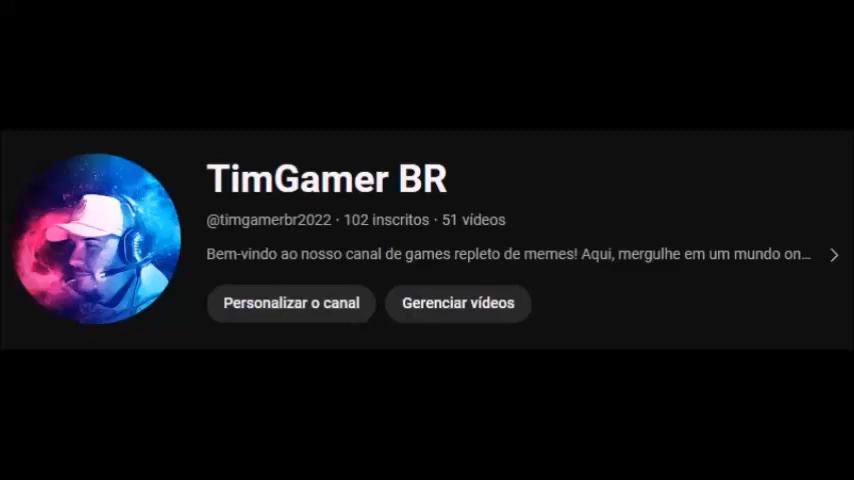 TimGamer BR
@timgamerbr2022 · 102 inscritos · 51 vídeos
Bem-vindo ao nosso canal de games repleto de memes! Aqui, mergulhe em um mundo on...
Personalizar o canal
Gerenciar vídeos